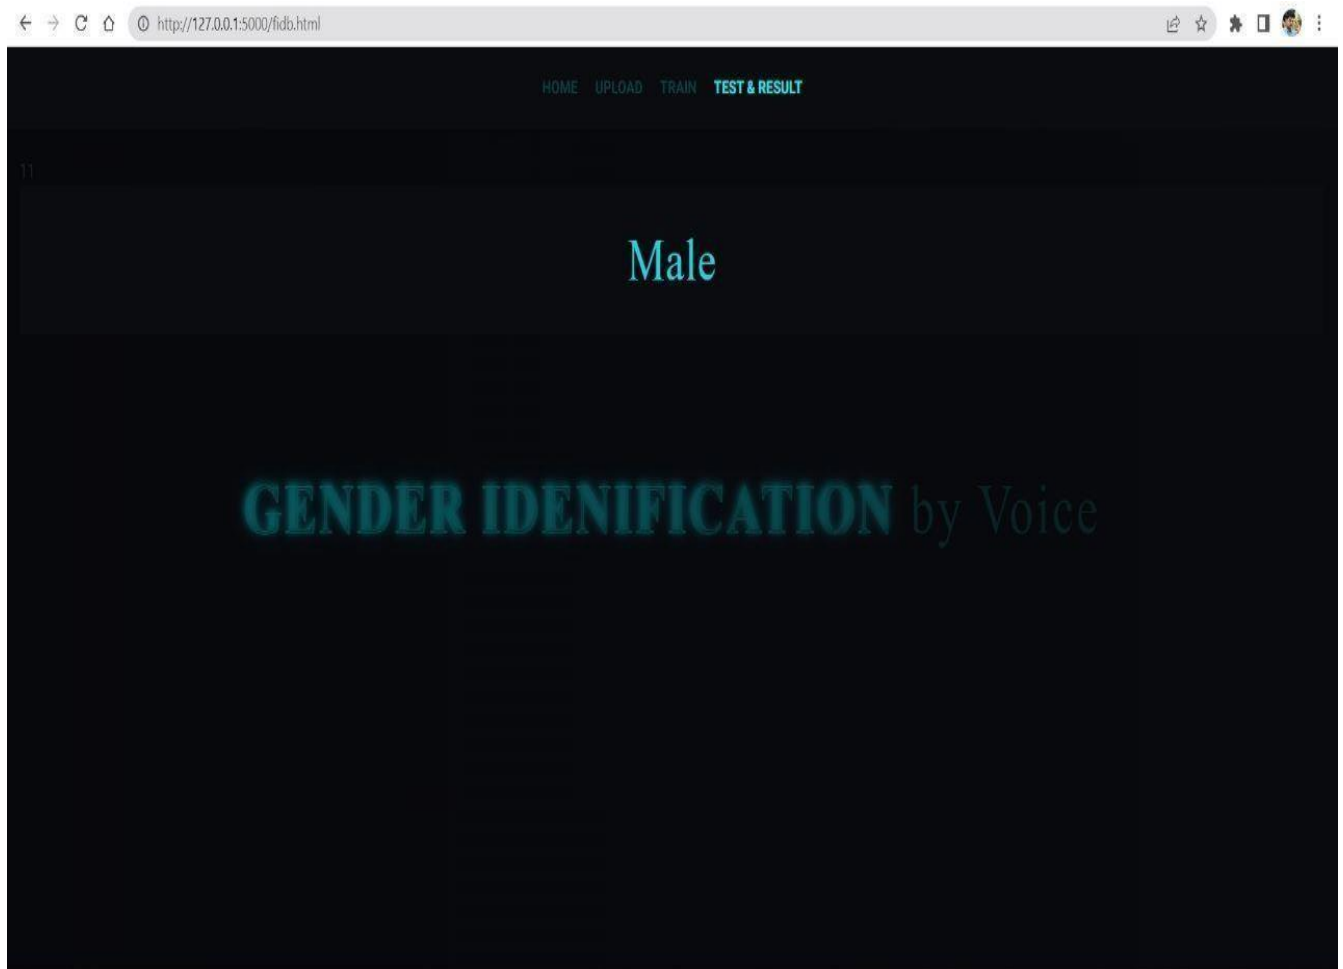 http://127.0.0.1:5000/fidb.html
HOME UPLOAD TRAIN TEST & RESULT
11
Male
GENDER IDENIFICATION by Voice